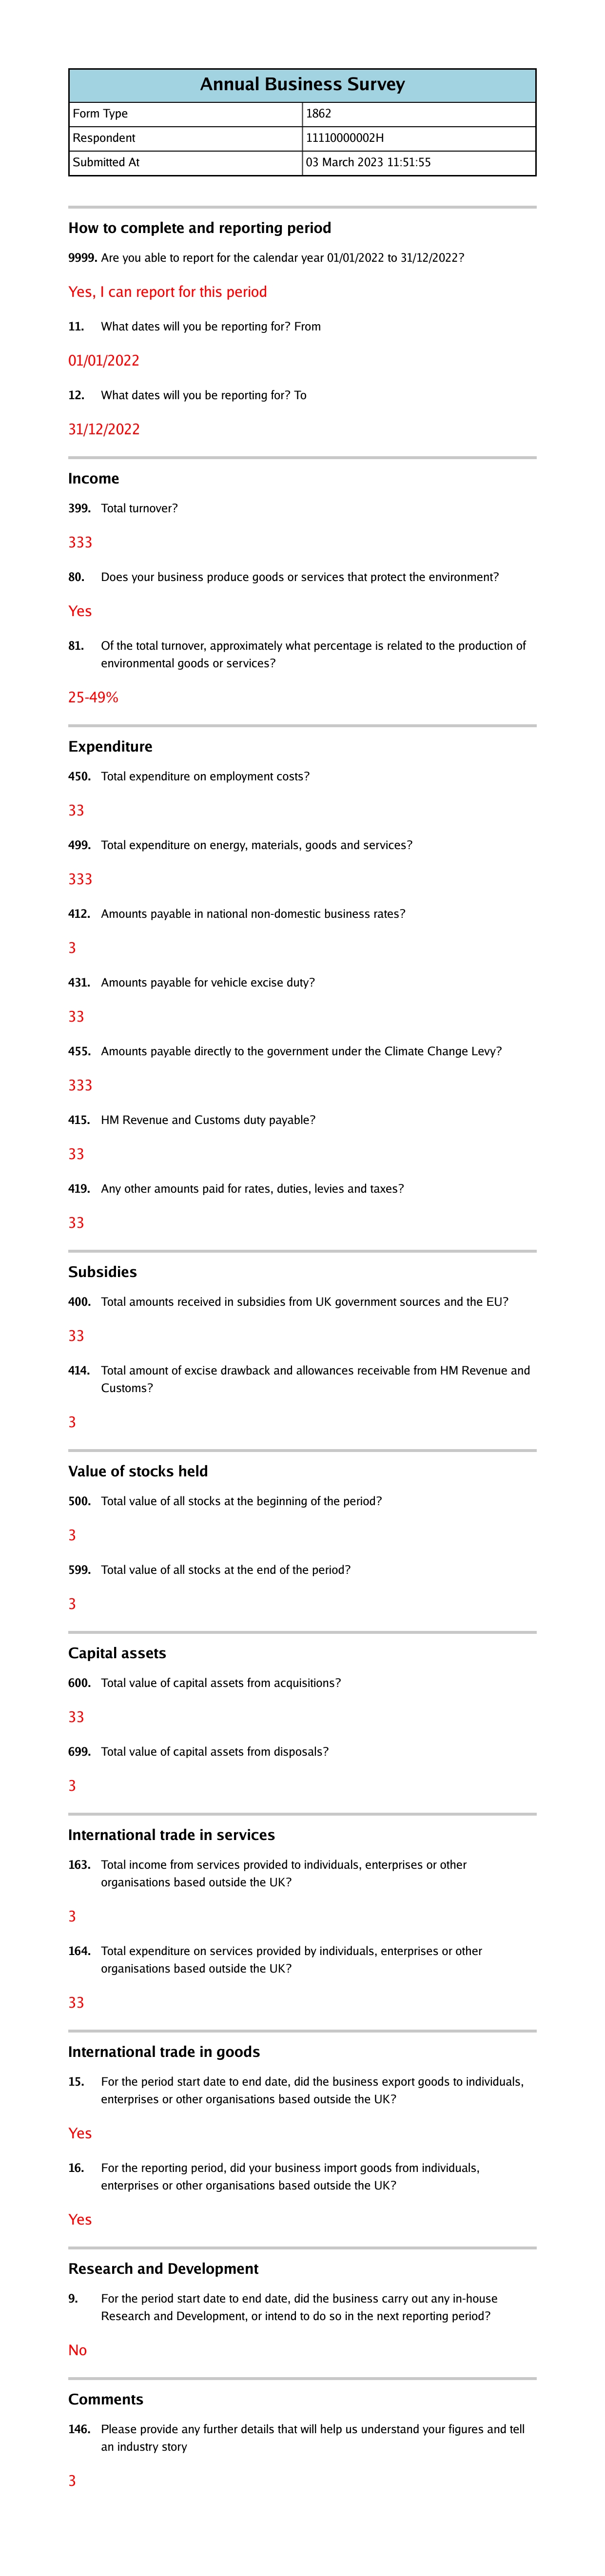 Annual Business Survey
Form Type 1862
Respondent 11110000002H
Submitted At 03 March 2023 11:51:55
How to complete and reporting period
9999. Are you able to report for the calendar year 01/01/2022 to 31/12/2022?
Yes, I can report for this period
11. What dates will you be reporting for? From
01/01/2022
12. What dates will you be reporting for? To
31/12/2022
Income
399. Total turnover?
333
80. Does your business produce goods or services that protect the environment?
Yes
81. Of the total turnover, approximately what percentage is related to the production of
environmental goods or services?
25-49%
Expenditure
450. Total expenditure on employment costs?
33
499. Total expenditure on energy, materials, goods and services?
333
412. Amounts payable in national non-domestic business rates?
3
431. Amounts payable for vehicle excise duty?
33
455. Amounts payable directly to the government under the Climate Change Levy?
333
415. HM Revenue and Customs duty payable?
33
419. Any other amounts paid for rates, duties, levies and taxes?
33
Subsidies
400. Total amounts received in subsidies from UK government sources and the EU?
33
414. Total amount of excise drawback and allowances receivable from HM Revenue and
Customs?
3
Value of stocks held
500. Total value of all stocks at the beginning of the period?
3
599. Total value of all stocks at the end of the period?
3
Capital assets
600. Total value of capital assets from acquisitions?
33
699. Total value of capital assets from disposals?
3
International trade in services
163. Total income from services provided to individuals, enterprises or other
organisations based outside the UK?
3
164. Total expenditure on services provided by individuals, enterprises or other
organisations based outside the UK?
33
International trade in goods
15. For the period start date to end date, did the business export goods to individuals,
enterprises or other organisations based outside the UK?
Yes
16. For the reporting period, did your business import goods from individuals,
enterprises or other organisations based outside the UK?
Yes
Research and Development
9. For the period start date to end date, did the business carry out any in-house
Research and Development, or intend to do so in the next reporting period?
No
Comments
146. Please provide any further details that will help us understand your figures and tell
an industry story
3